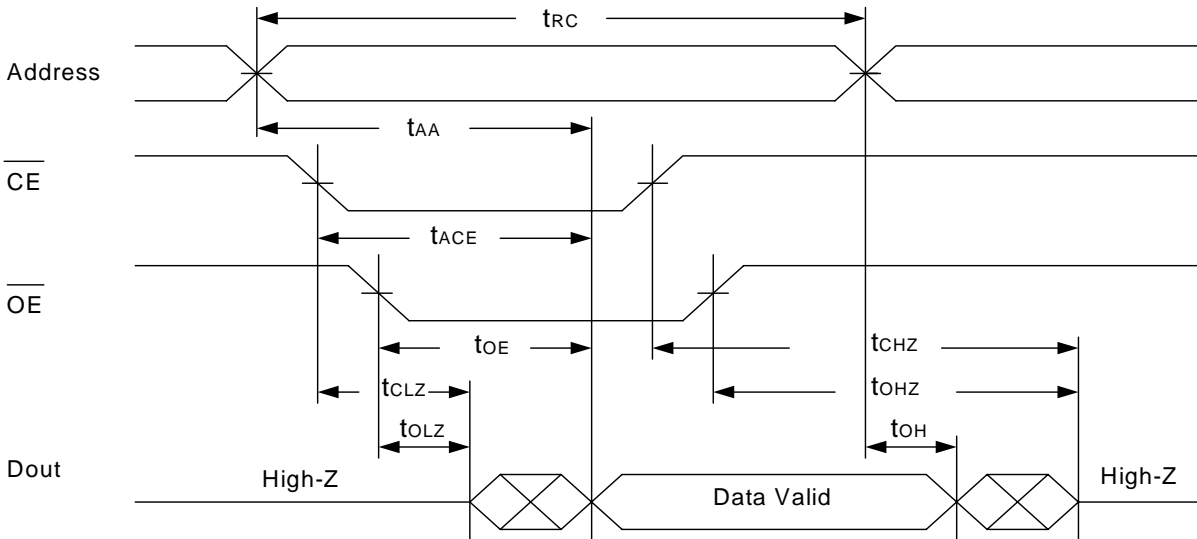 tRC
Address
tAA
CE
tACE
OE
tOE
tCHZ
tCLZ
tOHZ
tOLZ
tOH
Dout
High-Z
Data Valid
High-Z